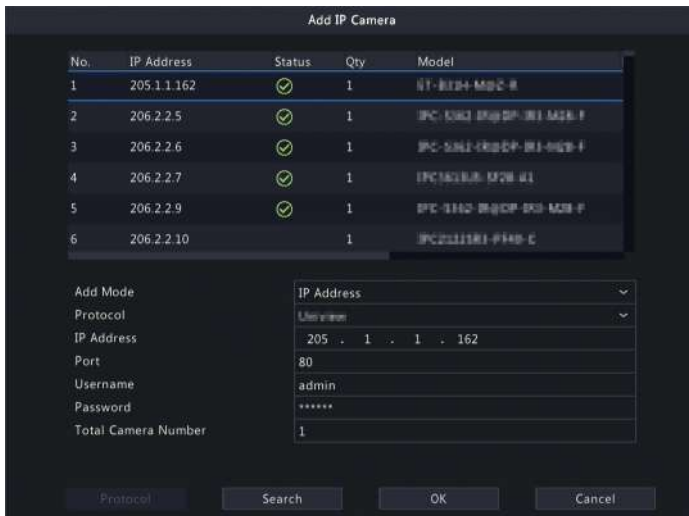 Add IP Camera
No. IP Address Status Qty Model
1 205.1.1.162 1
2 206.2.2.5 1
3 206.2.2.6 1
4 206.2.2.7 1
5 206.2.2.9 1
6 206.2.2.10 1
Add Mode IP Address
Protocol
IP Address 205 . 1 . 1 . 162
Port 80
Username admin
Password ******
Total Camera Number 1
Protocol Search OK Cancel